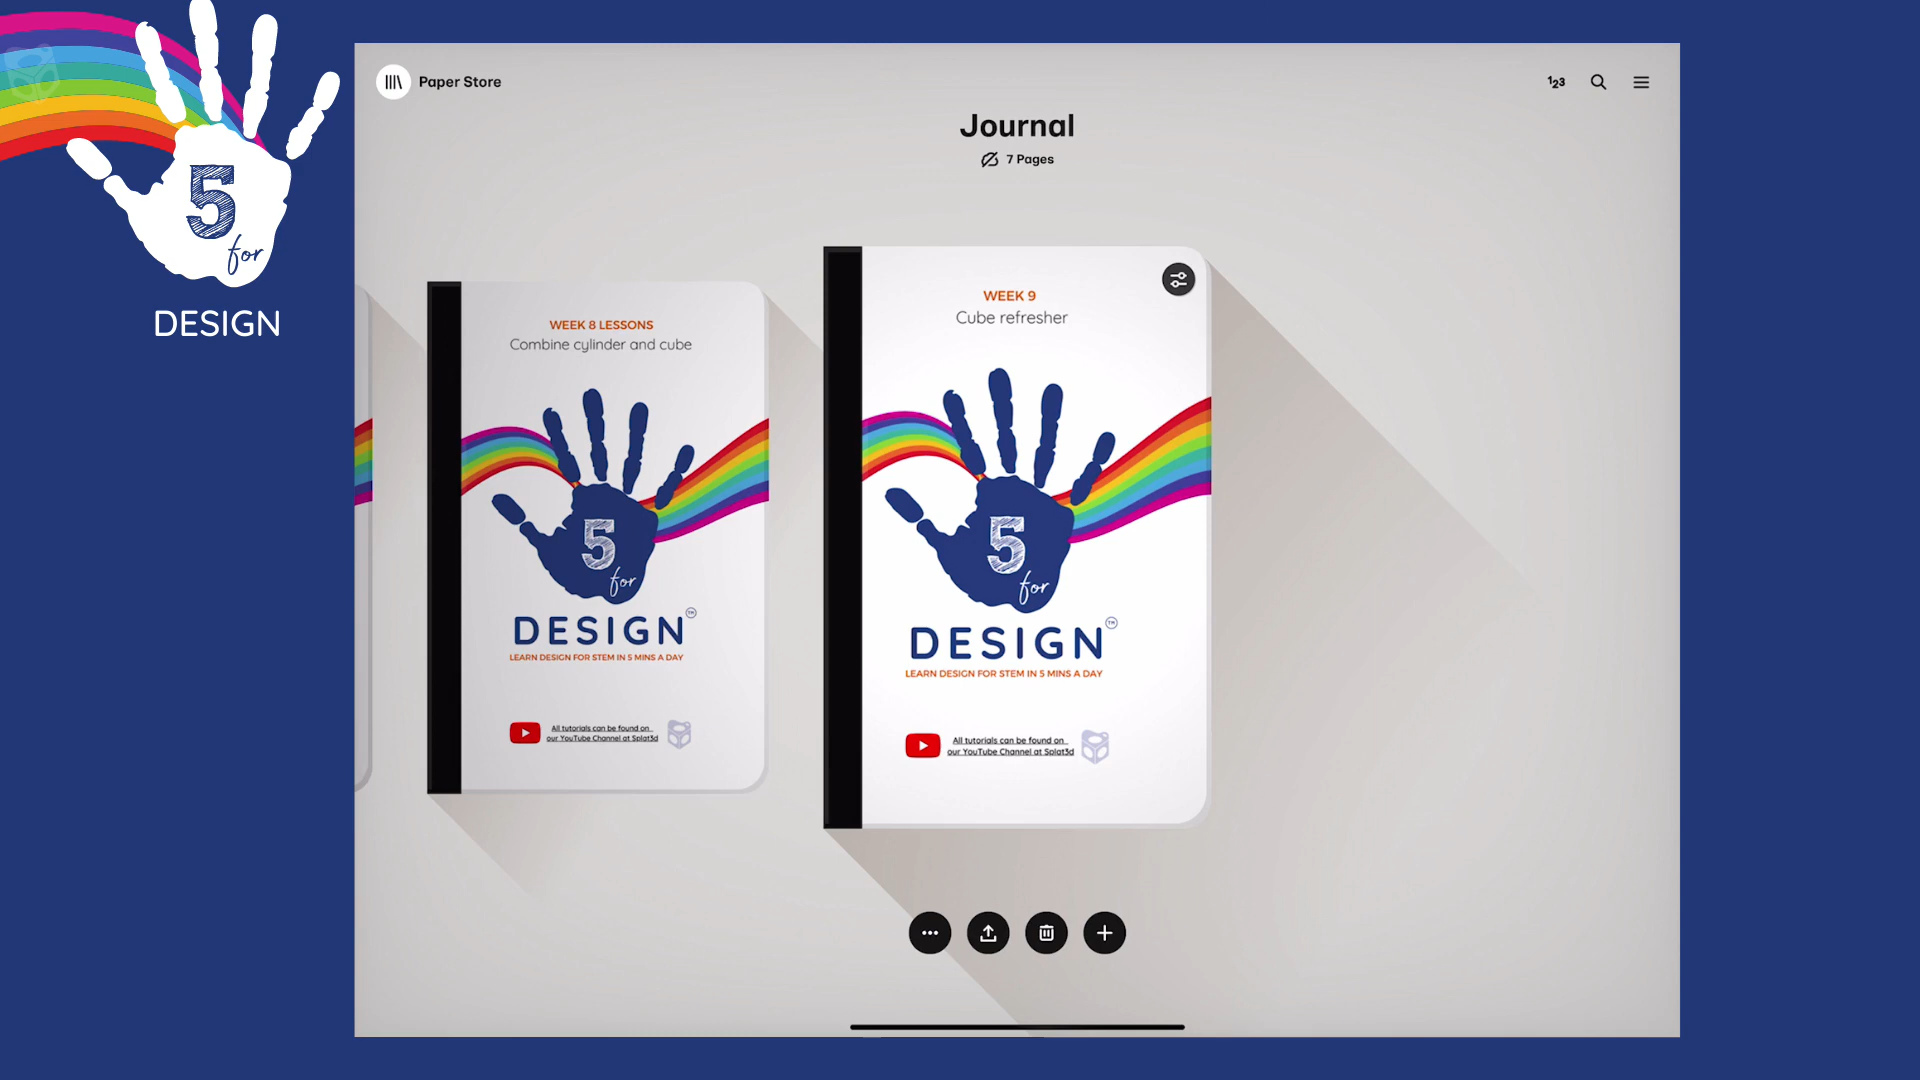 5
for
DESIGN
Paper Store
123
Journal
7 Pages
WEEK 8 LESSONS
Combine cylinder and cube
5
for
DESIGN™
LEARN DESIGN FOR STEM IN 5 MINS A DAY
All tutorials can be found on
our YouTube Channel at Splat3d
WEEK 9
Cube refresher
5
for
DESIGN™
LEARN DESIGN FOR STEM IN 5 MINS A DAY
All tutorials can be found on
our YouTube Channel at Splat3d